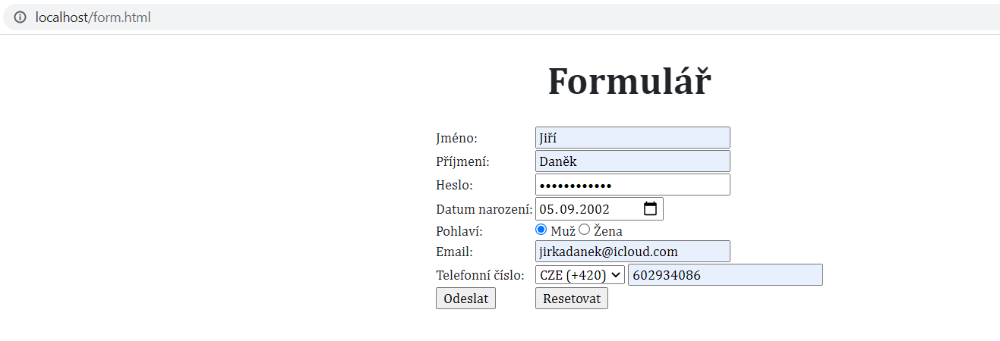 localhost/form.html
Formulář
Jméno: Jiří
Příjmení: Daněk
Heslo: ••••••••••••
Datum narození: 05.09.2002
Pohlaví: Muž Žena
Email: jirkadanek@icloud.com
Telefonní číslo: CZE (+420) 602934086
Odeslat Resetovat